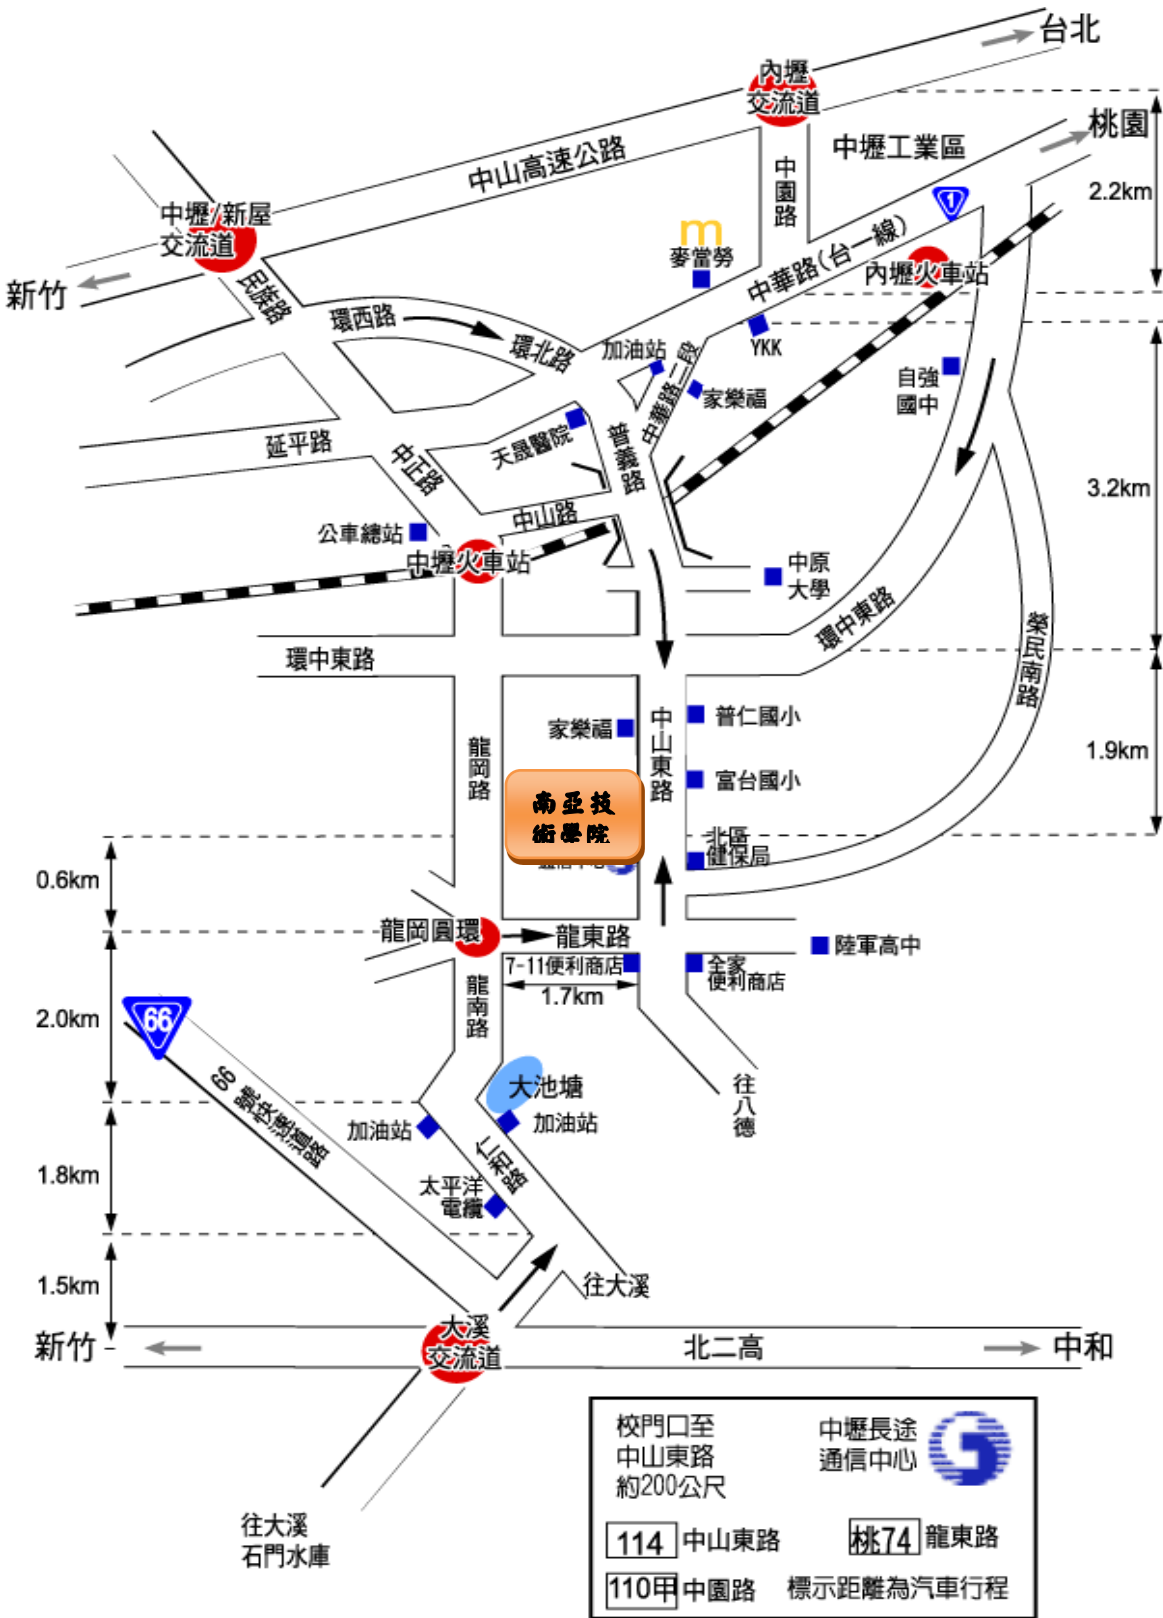 台北
內壢
交流道
桃園
中壢工業區
中山高速公路
中園路
2.2km
中壢/新屋
交流道
1
m
麥當勞
中華路(台一線)
內壢火車站
新竹
民族路
環西路
環北路
YKK
加油站
中華路二段
家樂福
自強
國中
延平路
天晟醫院
普義路
中正路
3.2km
中山路
公車總站
中壢火車站
中原
大學
環中東路
榮民南路
環中東路
家樂福
中山東路
普仁國小
龍岡路
1.9km
富台國小
南亞技
術學院
北區
健保局
0.6km
龍岡圓環
龍東路
陸軍高中
7-11便利商店
全家
便利商店
1.7km
龍南路
2.0km
66
66
號快速道路
大池塘
往八德
加油站
加油站
仁和路
1.8km
太平洋
電纜
1.5km
往大溪
新竹
大溪
交流道
北二高
中和
校門口至
中山東路
約200公尺
中壢長途
通信中心
往大溪
石門水庫
114 中山東路
桃74 龍東路
110甲 中園路
標示距離為汽車行程